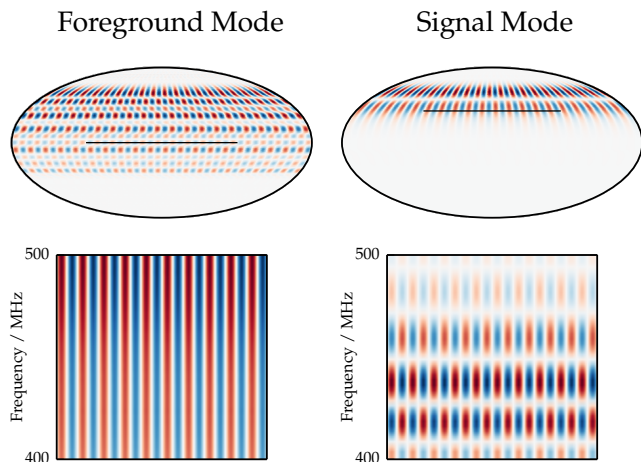 Foreground Mode
Signal Mode
500
Frequency / MHz
400
500
Frequency / MHz
400